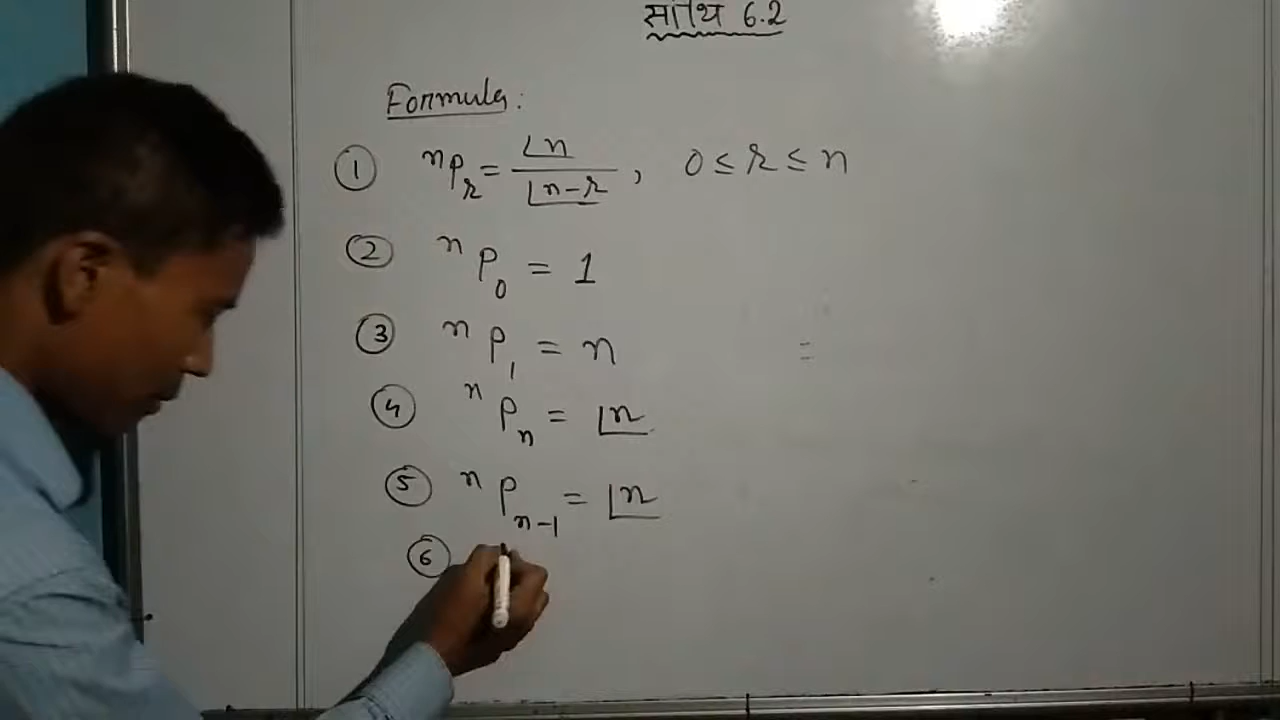 साथि 6.2
Formula:
① ⁿPᵣ = ∟n / ∟n-r , 0 ≤ r ≤ n
② ⁿP₀ = 1
③ ⁿP₁ = n
④ ⁿPₙ = ∟n
⑤ ⁿPₙ₋₁ = ∟n
⑥